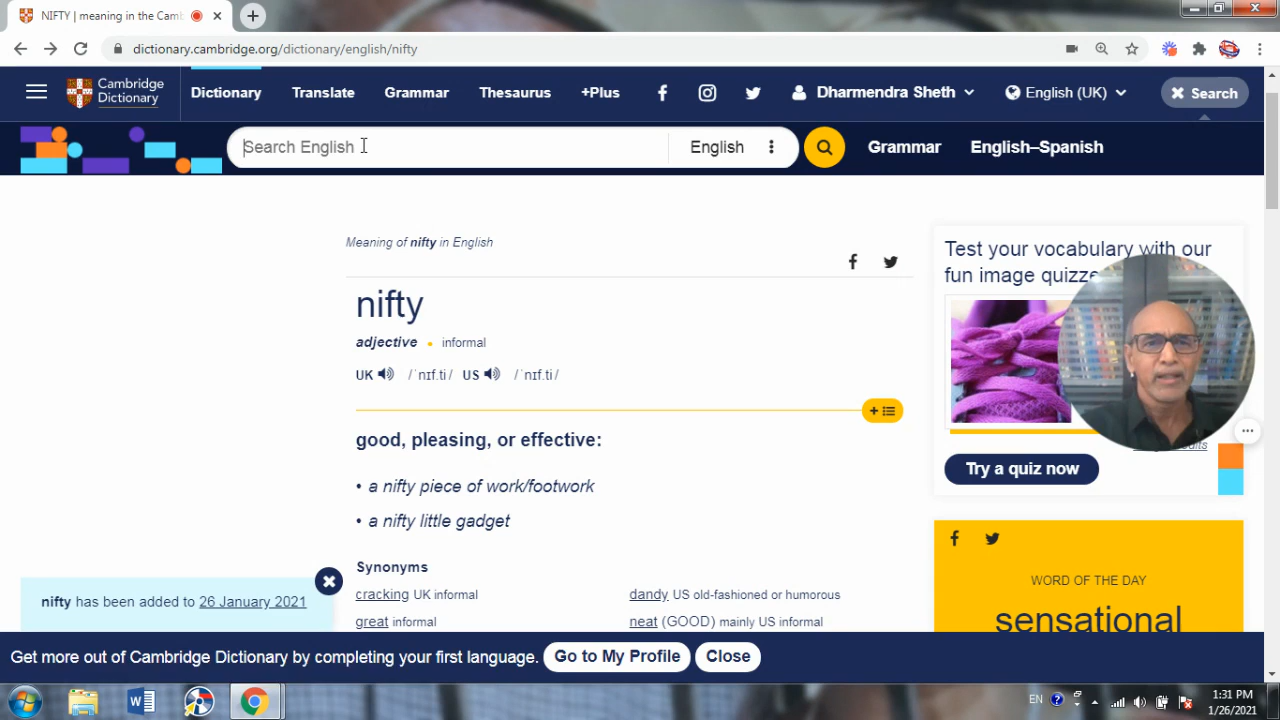 NIFTY | meaning in the Cam
dictionary.cambridge.org/dictionary/english/nifty
Cambridge Dictionary
Dictionary Translate Grammar Thesaurus +Plus Dharmendra Sheth English (UK) Search
Search English English Grammar English–Spanish
Meaning of nifty in English
nifty
adjective • informal
UK /ˈnɪf.ti/ US /ˈnɪf.ti/
good, pleasing, or effective:
• a nifty piece of work/footwork
• a nifty little gadget
Synonyms
cracking UK informal
dandy US old-fashioned or humorous
great informal
neat (GOOD) mainly US informal
Test your vocabulary with our
fun image quizze
Try a quiz now
WORD OF THE DAY
sensational
nifty has been added to 26 January 2021
Get more out of Cambridge Dictionary by completing your first language. Go to My Profile Close
EN
1:31 PM
1/26/2021